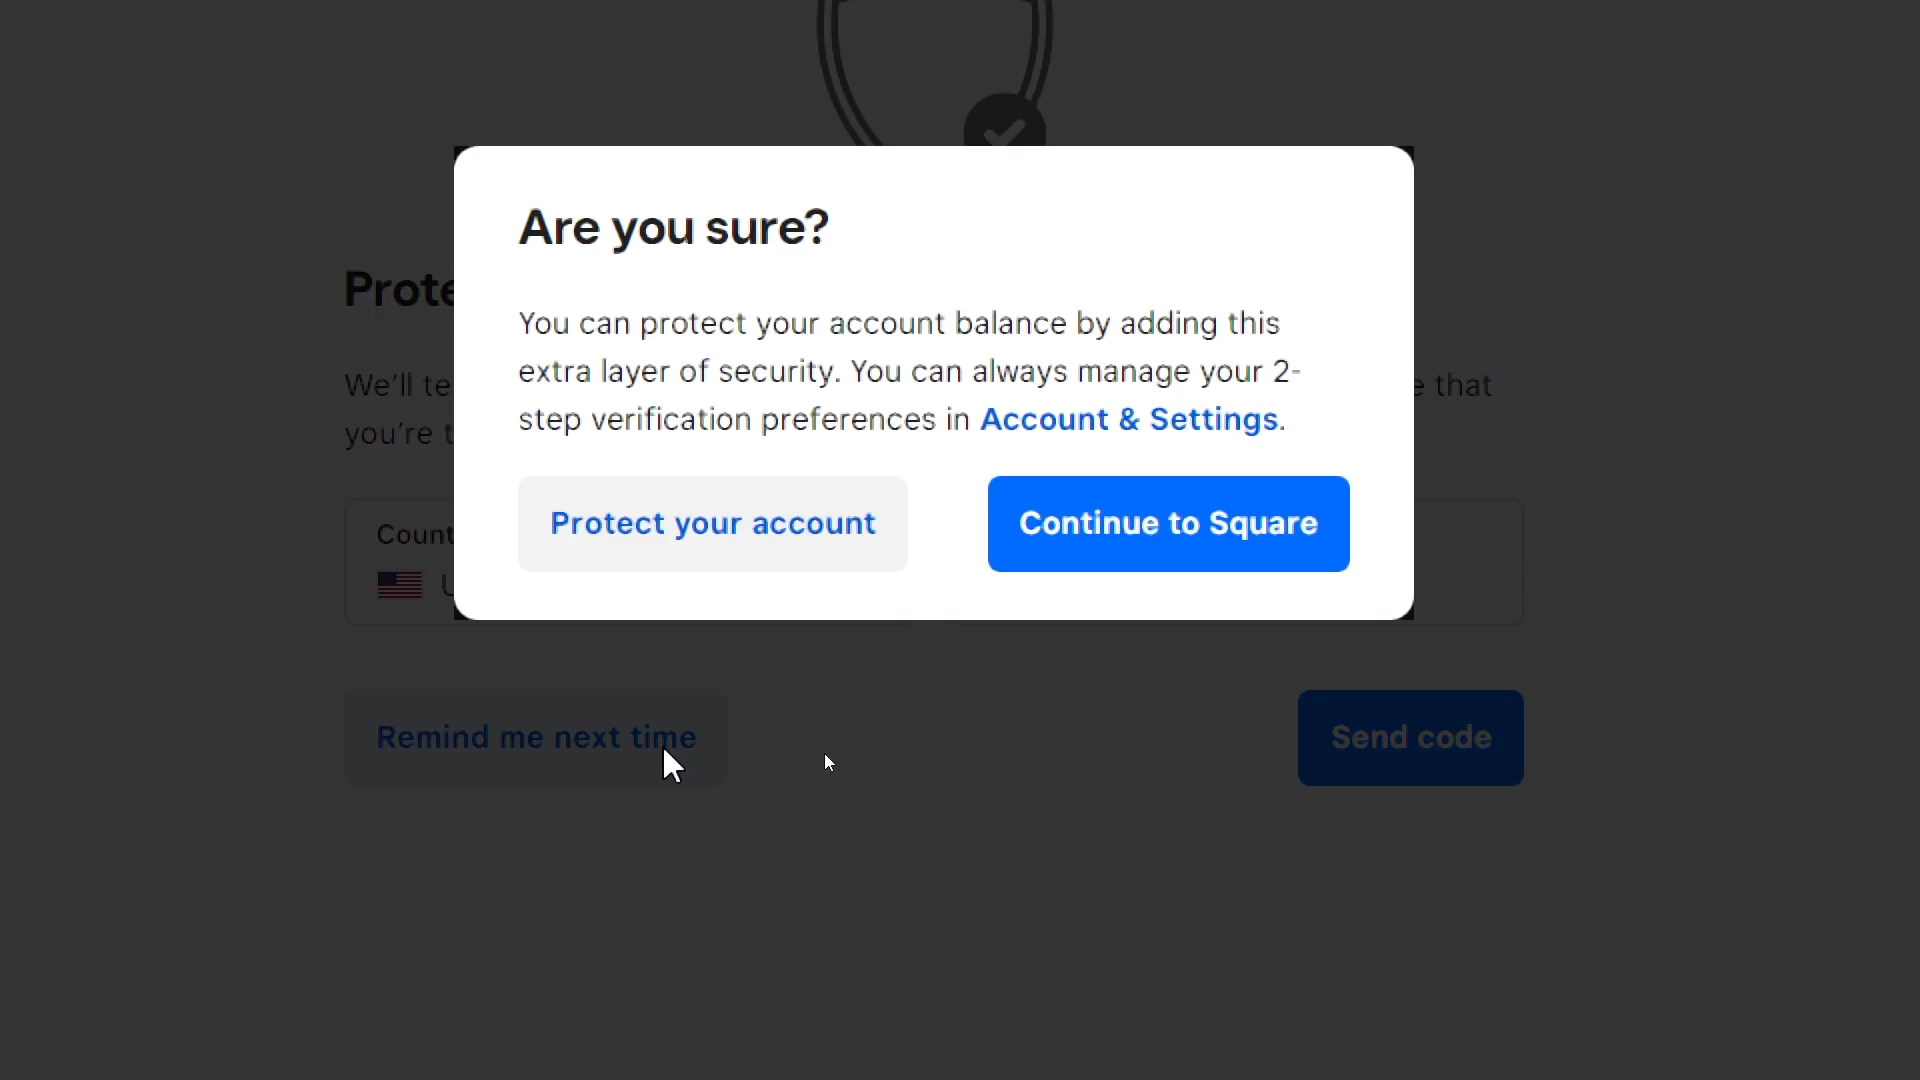 Are you sure?
Prote
You can protect your account balance by adding this
extra layer of security. You can always manage your 2-
step verification preferences in Account & Settings.
We'll te
e that
you're t
Protect your account
Continue to Square
Count
Remind me next time
Send code